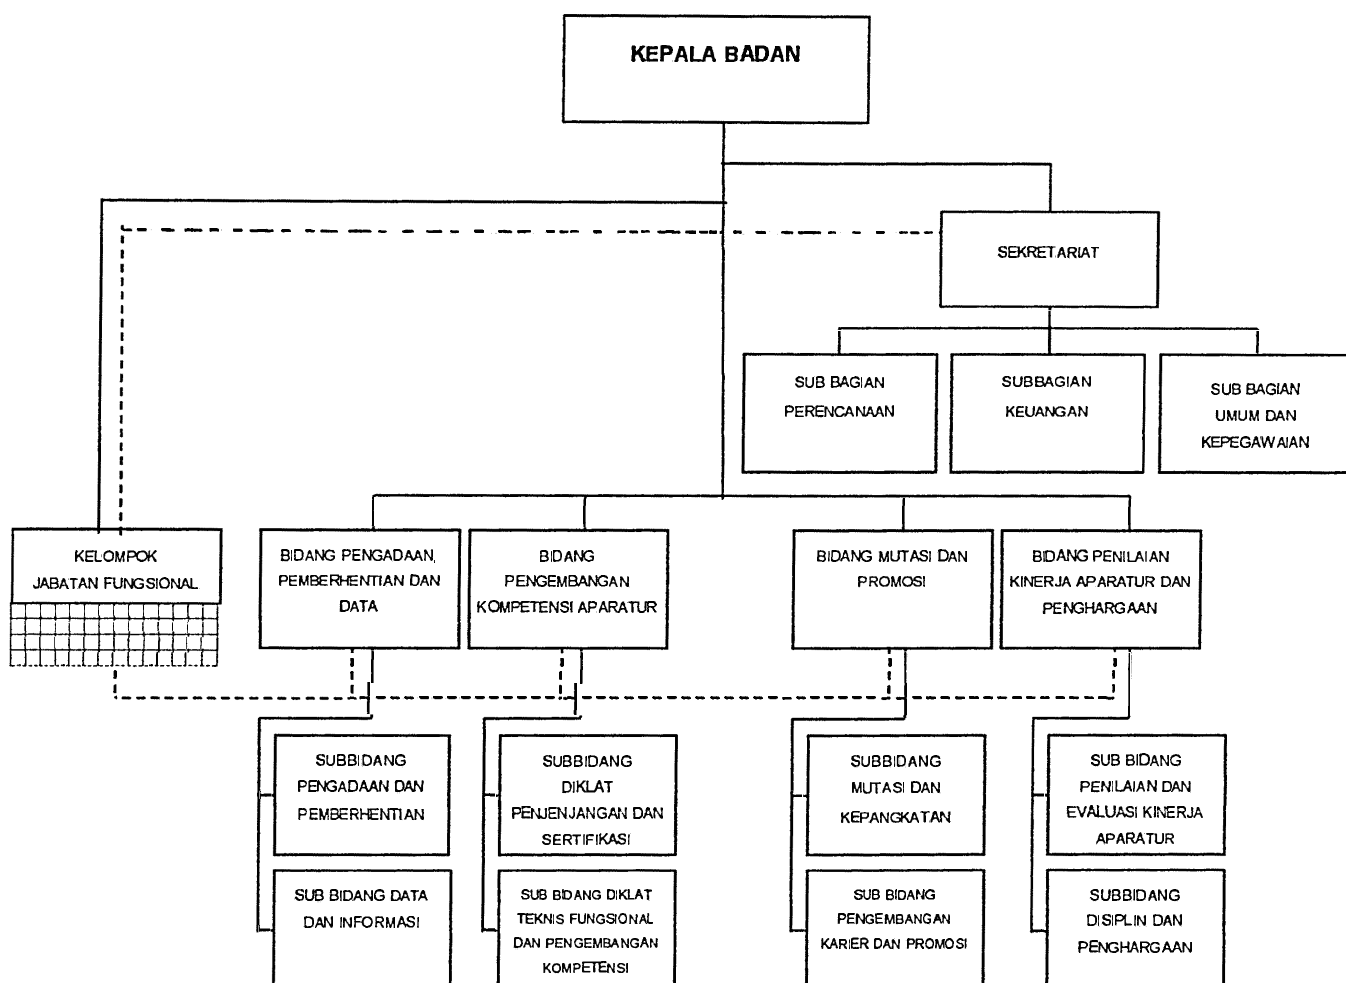 KEPALA BADAN
SEKRETARIAT
SUB BAGIAN
PERENCANAAN
SUBBAGIAN
KEUANGAN
SUB BAGIAN
UMUM DAN
KEPEGAWAIAN
KELOMPOK
JABATAN FUNGSIONAL
BIDANG PENGADAAN,
PEMBERHENTIAN DAN
DATA
BIDANG
PENGEMBANGAN
KOMPETENSI APARATUR
BIDANG MUTASI DAN
PROMOSI
BIDANG PENILAIAN
KINERJA APARATUR DAN
PENGHARGAAN
SUBBIDANG
PENGADAAN DAN
PEMBERHENTIAN
SUBBIDANG
DIKLAT
PENJENJANGAN DAN
SERTIFIKASI
SUBBIDANG
MUTASI DAN
KEPANGKATAN
SUB BIDANG
PENILAIAN DAN
EVALUASI KINERJA
APARATUR
SUB BIDANG DATA
DAN INFORMASI
SUB BIDANG DIKLAT
TEKNIS FUNGSIONAL
DAN PENGEMBANGAN
KOMPETENSI
SUB BIDANG
PENGEMBANGAN
KARIER DAN PROMOSI
SUBBIDANG
DISIPLIN DAN
PENGHARGAAN